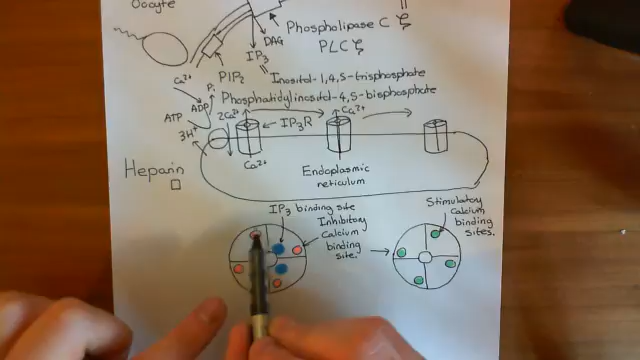 Oocyte
Phospholipase C ζ
PLC ζ
DAG
IP3
PIP2
Inositol-1,4,5-trisphosphate
Phosphatidylinositol-4,5-bisphosphate
Ca2+
Pi
ADP
ATP
3H+
2Ca2+
IP3R
Ca2+
Ca2+
Heparin
Endoplasmic
reticulum
IP3 binding site
Inhibitory
Calcium
binding
site.
Stimulatory
Calcium
binding
sites.